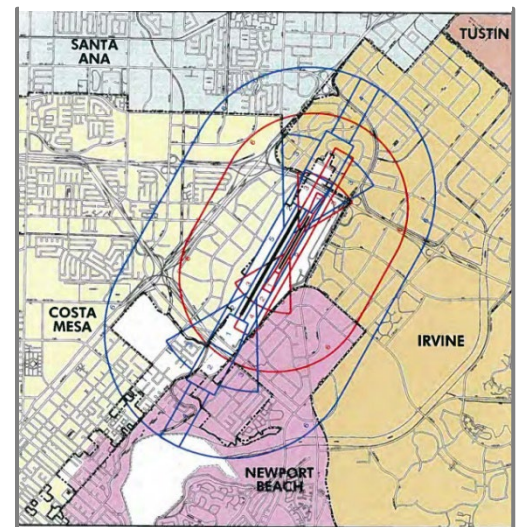 SANTA
ANA
TUSTIN
COSTA
MESA
IRVINE
NEWPORT
BEACH